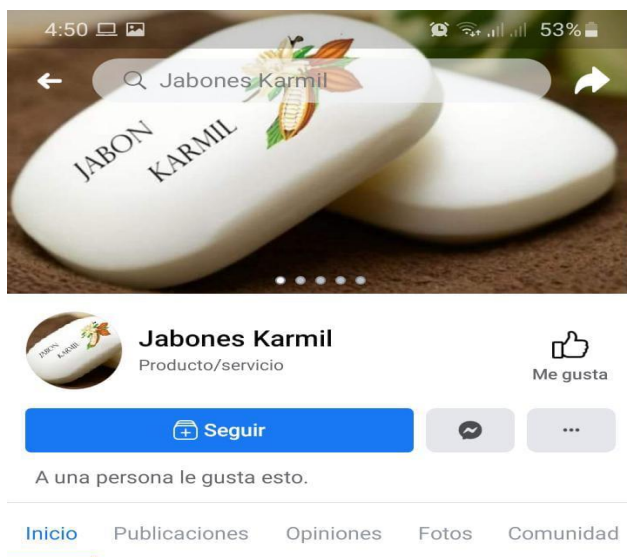 4:50 53%
Jabones Karmil
JABON
KARMIL
Jabones Karmil
Producto/servicio
Me gusta
JABON KARMIL
Seguir
A una persona le gusta esto.
Inicio Publicaciones Opiniones Fotos Comunidad